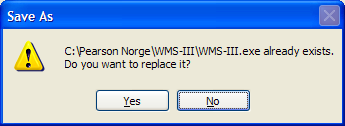 Save As
C:\Pearson Norge\WMS-III\WMS-III.exe already exists.
Do you want to replace it?
Yes No